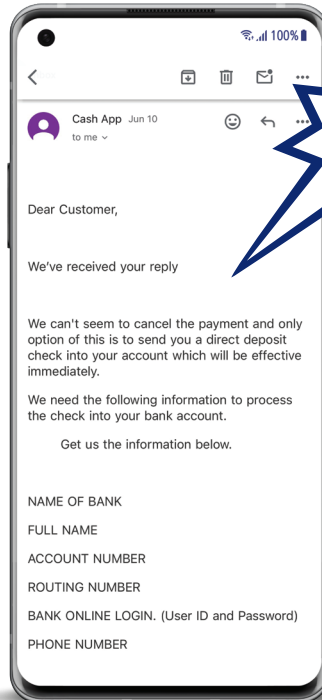 100%
Cash App Jun 10
to me
Dear Customer,
We've received your reply
We can't seem to cancel the payment and only
option of this is to send you a direct deposit
check into your account which will be effective
immediately.
We need the following information to process
the check into your bank account.
Get us the information below.
NAME OF BANK
FULL NAME
ACCOUNT NUMBER
ROUTING NUMBER
BANK ONLINE LOGIN. (User ID and Password)
PHONE NUMBER